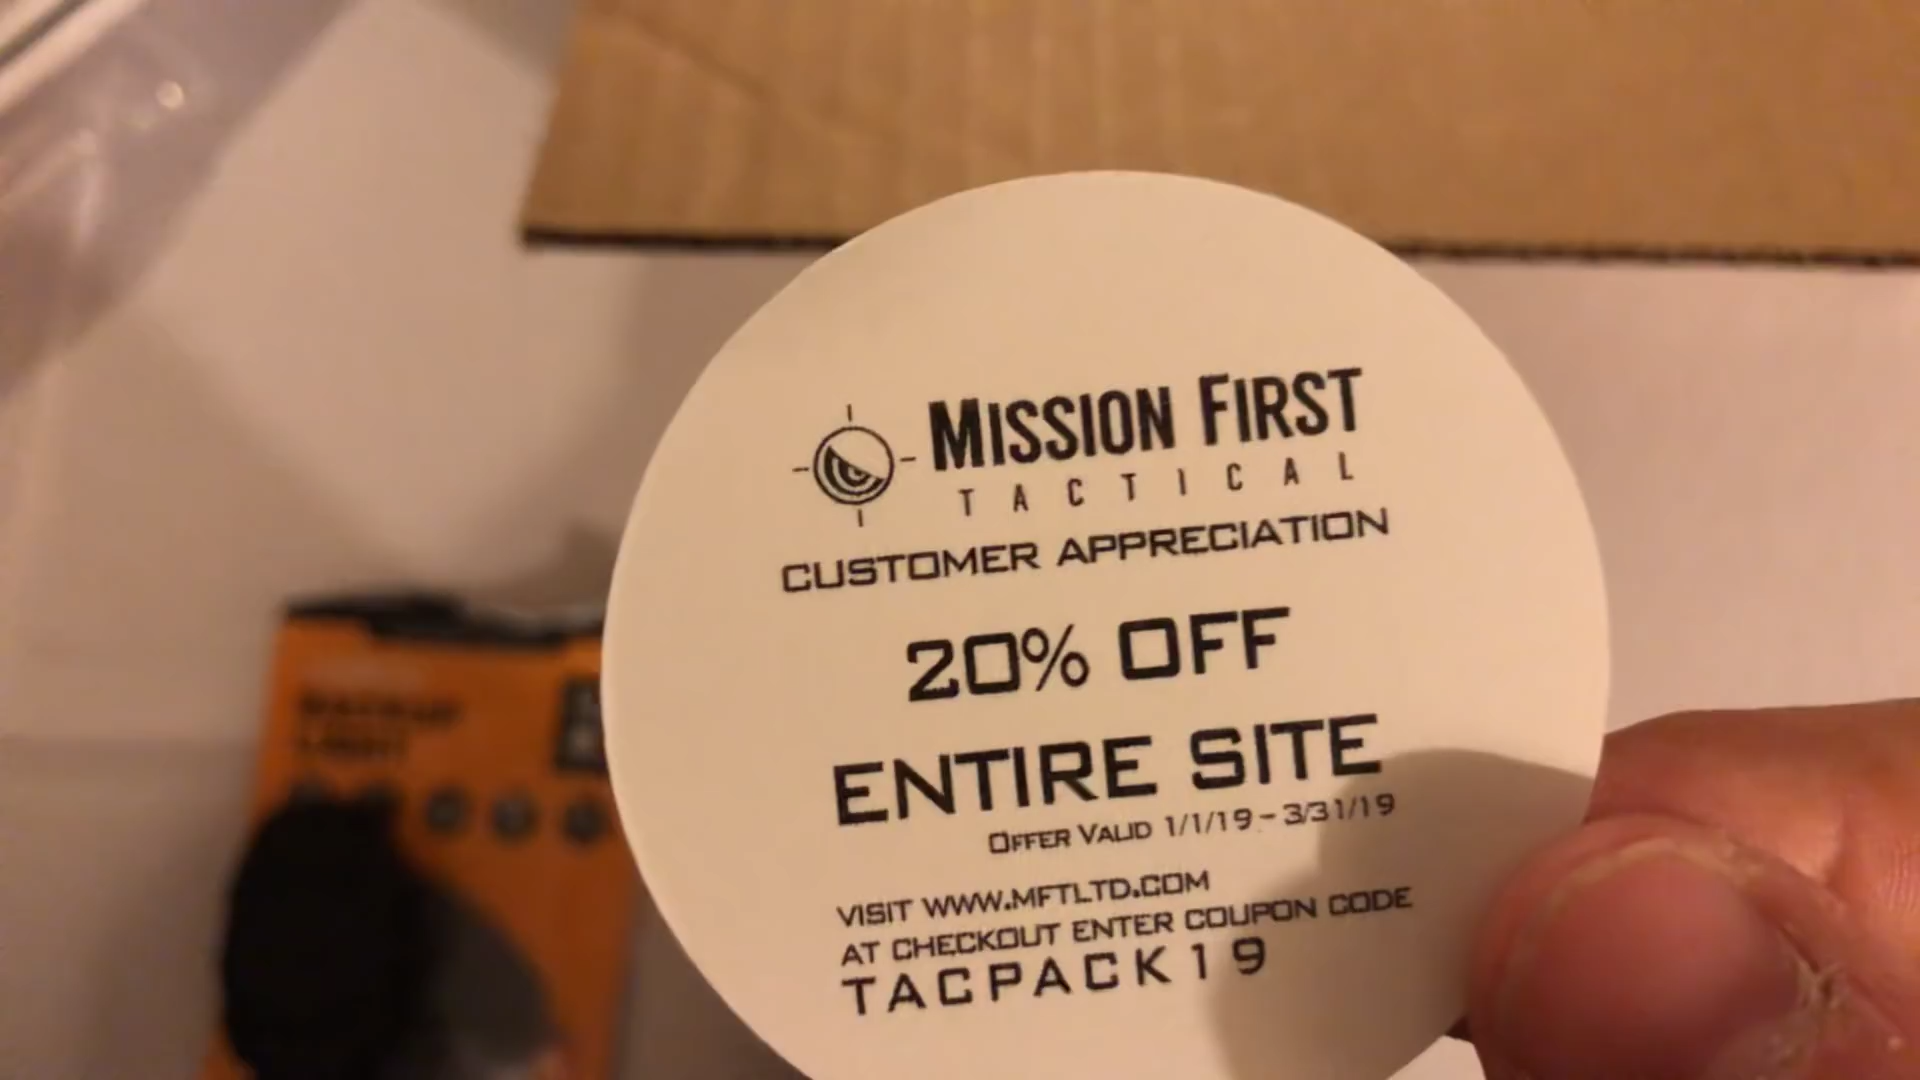 MISSION FIRST
TACTICAL
CUSTOMER APPRECIATION
20% OFF
ENTIRE SITE
OFFER VALID 1/1/19 - 3/31/19
VISIT WWW.MFTLTD.COM
AT CHECKOUT ENTER COUPON CODE
TACPACK19